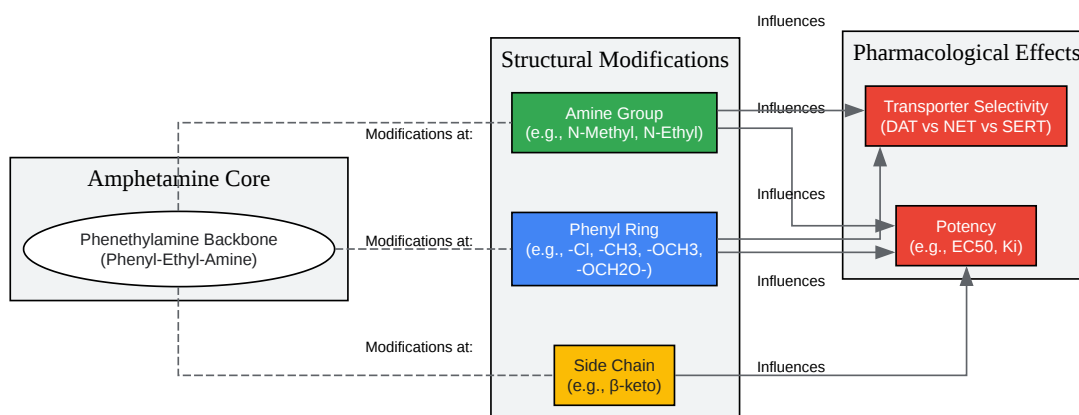 Influences
Structural Modifications
Pharmacological Effects
Amine Group
(e.g., N-Methyl, N-Ethyl)
Influences
Transporter Selectivity
(DAT vs NET vs SERT)
Modifications at:
Amphetamine Core
Influences
Phenethylamine Backbone
(Phenyl-Ethyl-Amine)
Modifications at:
Phenyl Ring
(e.g., -Cl, -CH3, -OCH3,
-OCH2O-)
Potency
(e.g., EC50, Ki)
Influences
Modifications at:
Side Chain
(e.g., β-keto)
Influences